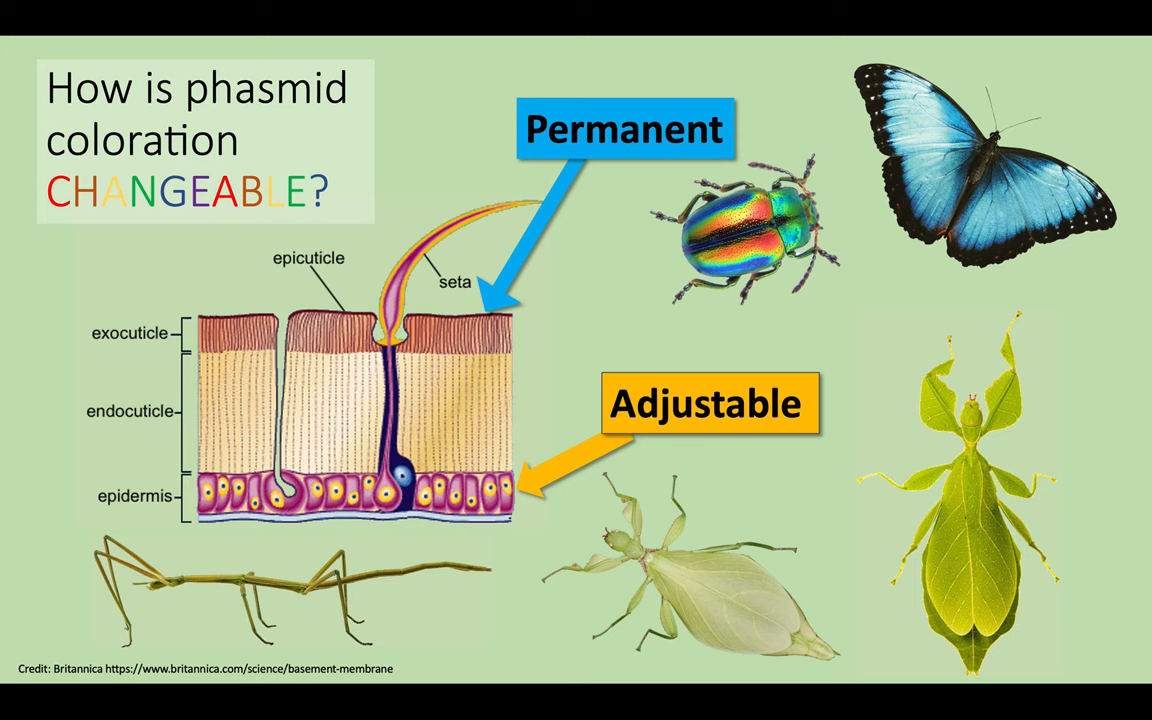 How is phasmid
coloration
CHANGEABLE?
Permanent
epicuticle
seta
exocuticle
Adjustable
endocuticle
epidermis
Credit: Britannica https://www.britannica.com/science/basement-membrane